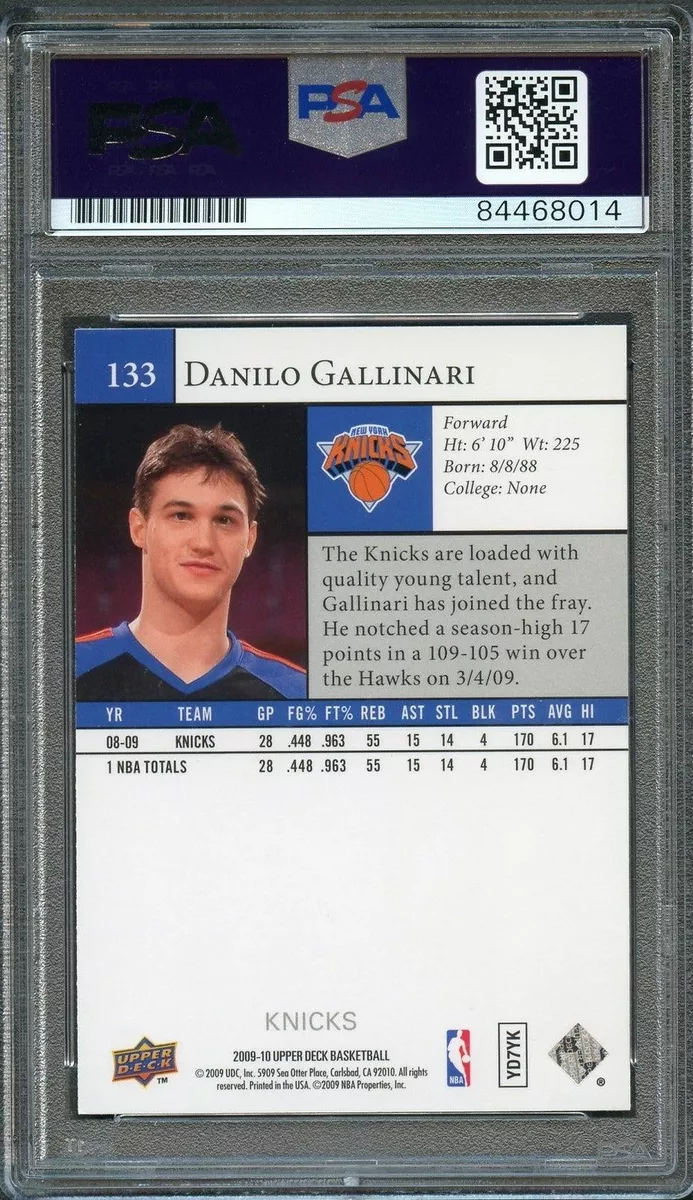 PSA
PSA
84468014
133
DANILO GALLINARI
NEW YORK
KNICKS
Forward
Ht: 6' 10" Wt: 225
Born: 8/8/88
College: None
The Knicks are loaded with
quality young talent, and
Gallinari has joined the fray.
He notched a season-high 17
points in a 109-105 win over
the Hawks on 3/4/09.
YR TEAM GP FG% FT% REB AST STL BLK PTS AVG HI
08-09 KNICKS 28 .448 .963 55 15 14 4 170 6.1 17
1 NBA TOTALS 28 .448 .963 55 15 14 4 170 6.1 17
KNICKS
UPPER
DECK
TM
2009-10 UPPER DECK BASKETBALL
© 2009 UDC, Inc. 5909 Sea Otter Place, Carlsbad, CA 92010. All rights
reserved. Printed in the USA. ©2009 NBA Properties, Inc.
NBA
YD7YK
®
PSA